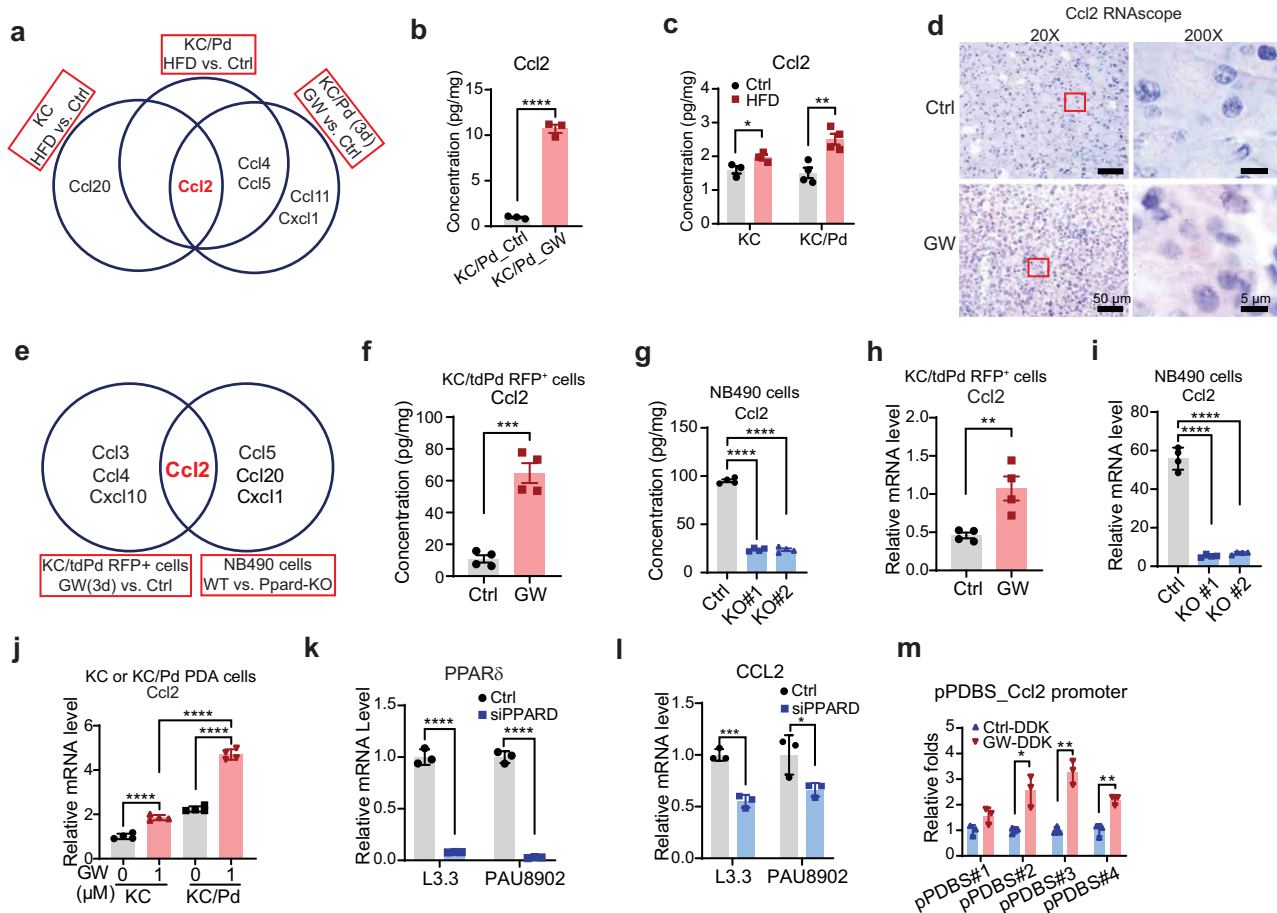 a
KC
HFD vs. Ctrl
KC/Pd
HFD vs. Ctrl
KC/Pd (3d)
GW vs. Ctrl
Ccl20
Ccl2
Ccl4
Ccl5
Ccl11
Cxcl1
b
Ccl2
Concentration (pg/mg)
15
10
5
0
****
KC/Pd_Ctrl
KC/Pd_GW
c
Ccl2
Concentration (pg/mg)
4
3
2
1
0
Ctrl
HFD
*
**
KC
KC/Pd
d
Ccl2 RNAscope
20X
200X
Ctrl
GW
50 µm
5 µm
e
Ccl3
Ccl4
Cxcl10
Ccl2
Ccl5
Ccl20
Cxcl1
KC/tdPd RFP+ cells
GW(3d) vs. Ctrl
NB490 cells
WT vs. Ppard-KO
f
KC/tdPd RFP⁺ cells
Ccl2
Concentration (pg/mg)
100
80
60
40
20
0
***
Ctrl
GW
g
NB490 cells
Ccl2
Concentration (pg/mg)
150
100
50
0
****
****
Ctrl
KO#1
KO#2
h
KC/tdPd RFP⁺ cells
Ccl2
Relative mRNA level
2.0
1.5
1.0
0.5
0.0
**
Ctrl
GW
i
NB490 cells
Ccl2
Relative mRNA level
80
60
40
20
0
****
****
Ctrl
KO #1
KO #2
j
KC or KC/Pd PDA cells
Ccl2
Relative mRNA level
6
4
2
0
****
****
****
GW
(µM)
0 1 0 1
KC
KC/Pd
k
PPARδ
Relative mRNA Level
1.5
1.0
0.5
0.0
Ctrl
siPPARD
****
****
L3.3
PAU8902
l
CCL2
Relative mRNA level
1.5
1.0
0.5
0.0
Ctrl
siPPARD
***
*
L3.3
PAU8902
m
pPDBS_Ccl2 promoter
Relative folds
5
4
3
2
1
0
Ctrl-DDK
GW-DDK
*
**
**
pPDBS#1
pPDBS#2
pPDBS#3
pPDBS#4